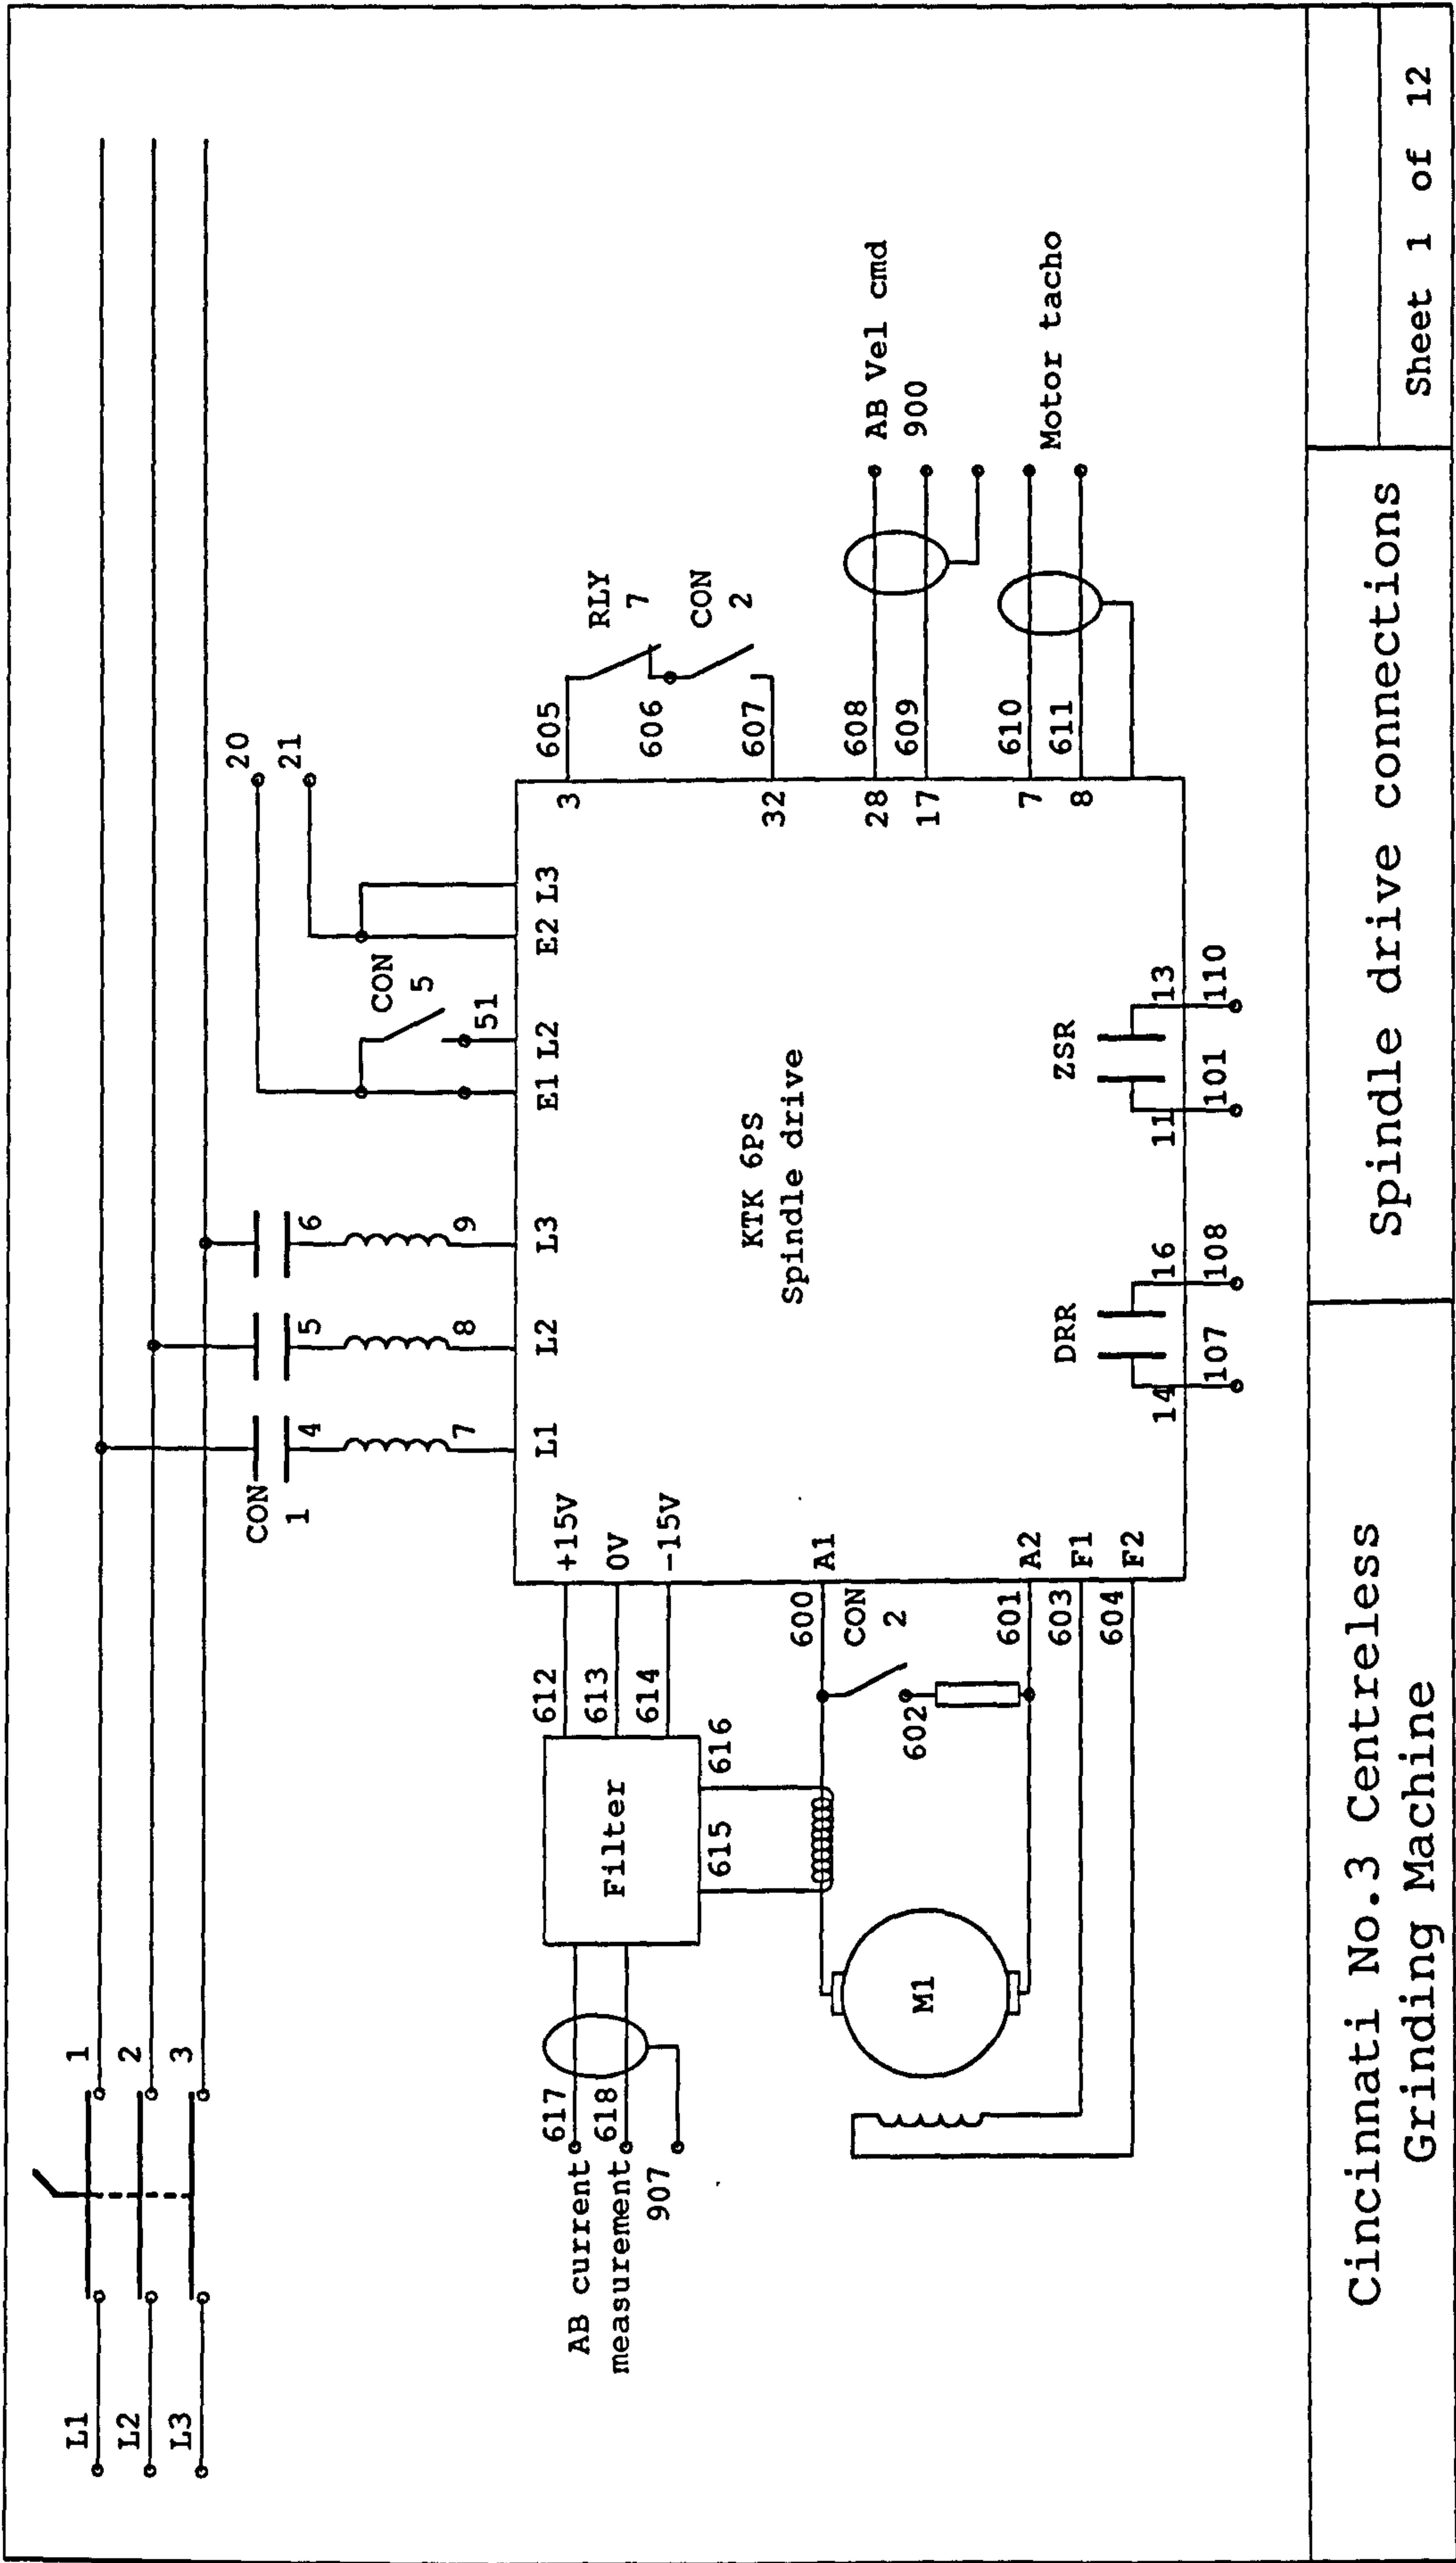 L1
L2
L3
1
2
3
CON
1
4
5
6
7
8
9
20
21
CON
5
51
L1
L2
L3
E1
L2
E2
L3
+15V
0V
-15V
612
613
614
Filter
615
616
617
618
907
AB current
measurement
A1
600
CON
2
602
A2
601
F1
603
F2
604
M1
KTK 6PS
Spindle drive
DRR
14
16
107
108
ZSR
11
13
101
110
3
605
RLY
7
606
CON
2
32
607
28
608
AB Vel cmd
17
609
900
7
610
Motor tacho
8
611
Cincinnati No.3 Centreless
Grinding Machine
Spindle drive connections
Sheet 1 of 12